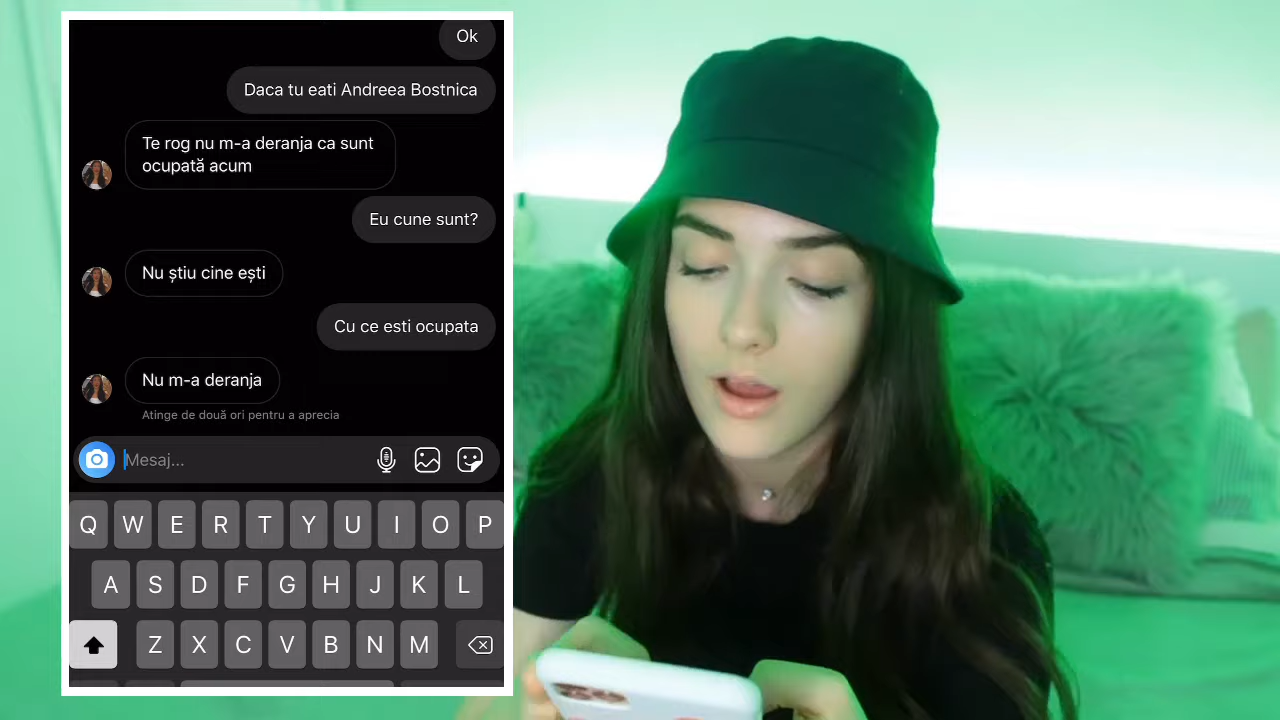 Ok
Daca tu eati Andreea Bostnica
Te rog nu m-a deranja ca sunt
ocupată acum
Eu cune sunt?
Nu știu cine ești
Cu ce esti ocupata
Nu m-a deranja
Atinge de două ori pentru a aprecia
Mesaj...
Q W E R T Y U I O P
A S D F G H J K L
Z X C V B N M